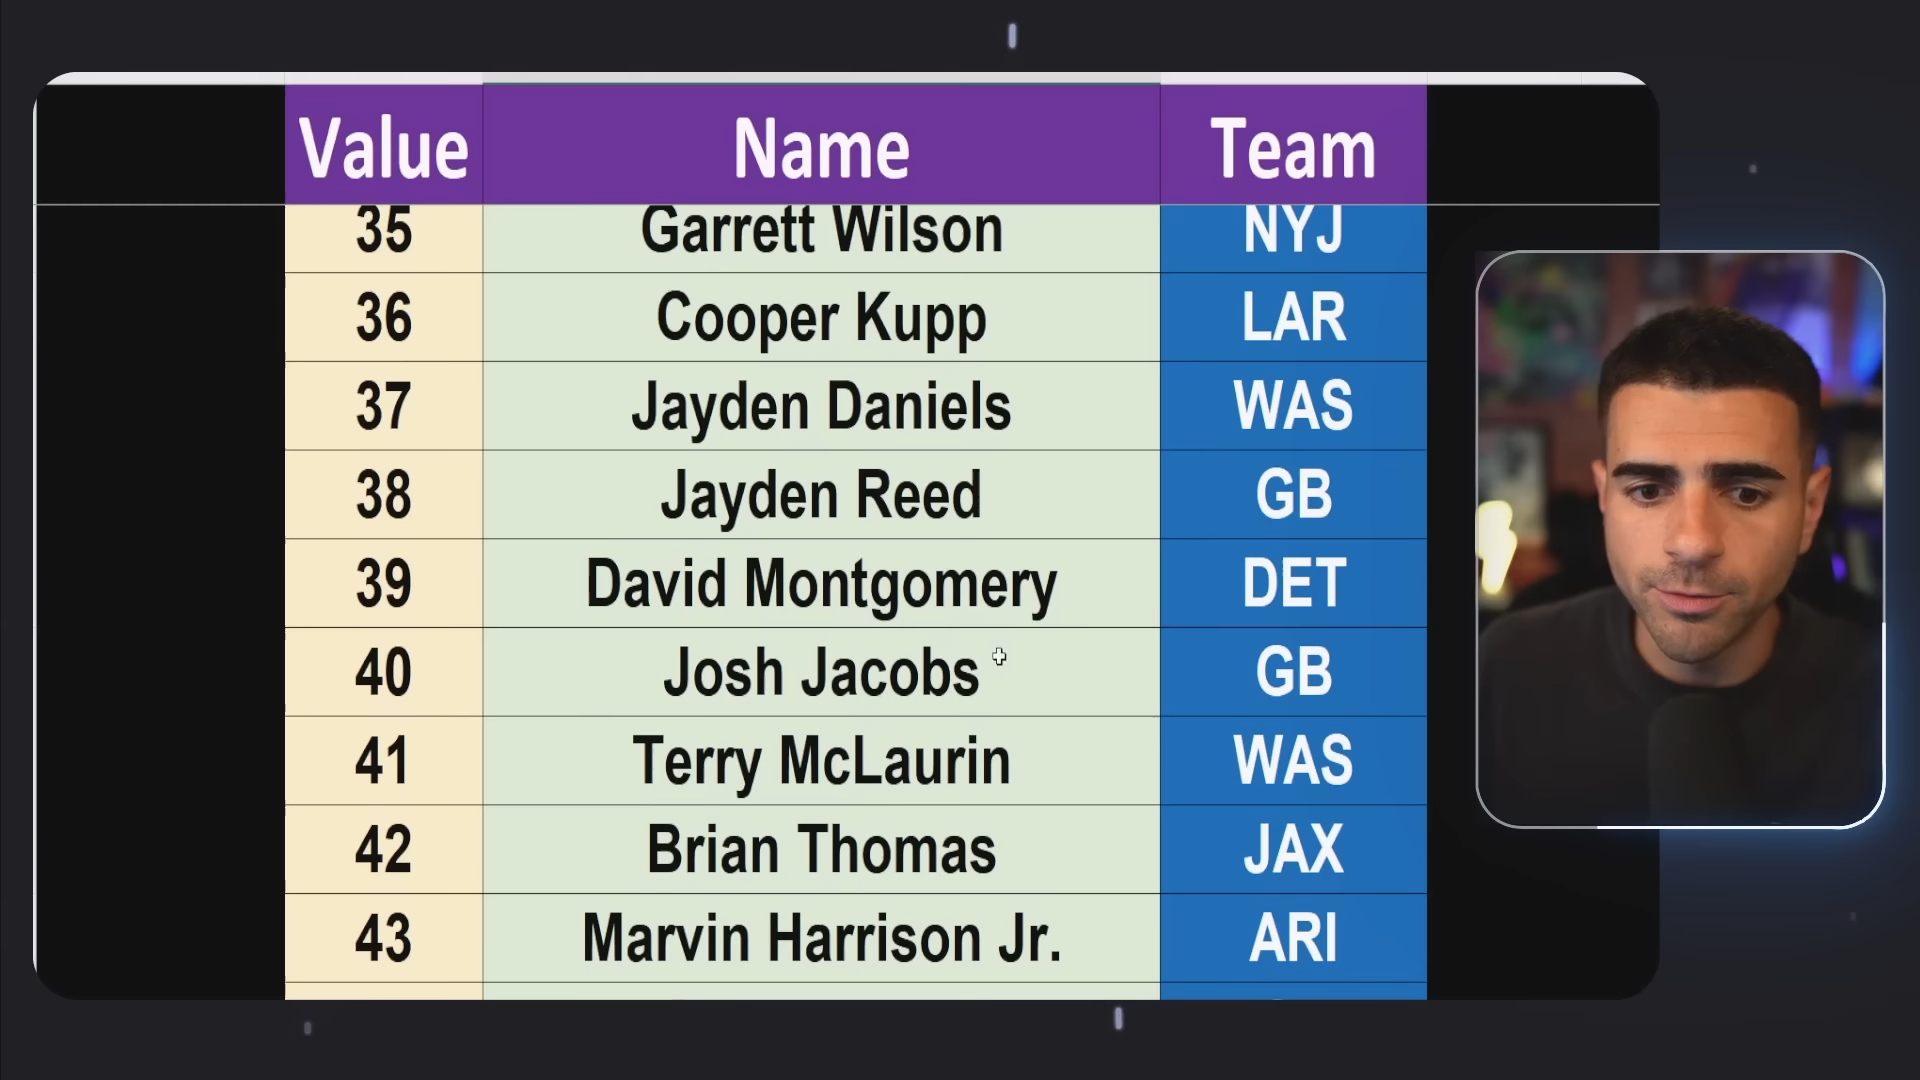 Value Name Team
35 Garrett Wilson NYJ
36 Cooper Kupp LAR
37 Jayden Daniels WAS
38 Jayden Reed GB
39 David Montgomery DET
40 Josh Jacobs GB
41 Terry McLaurin WAS
42 Brian Thomas JAX
43 Marvin Harrison Jr. ARI